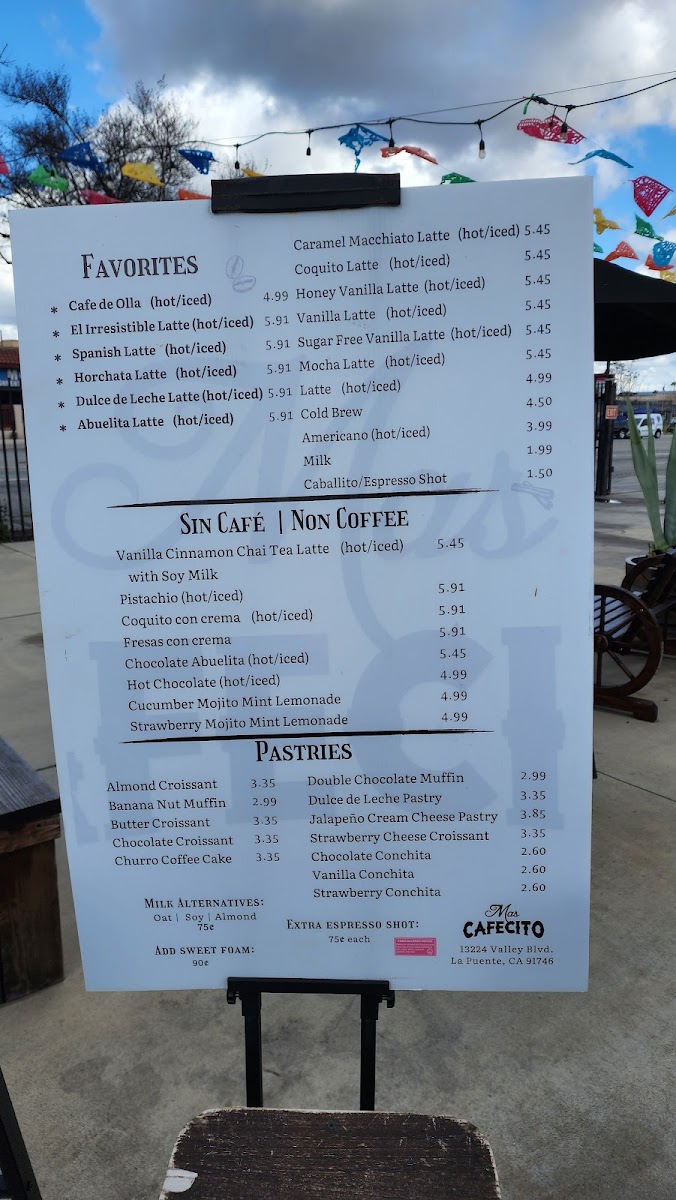 FAVORITES
* Cafe de Olla (hot/iced) 4.99
* El Irresistible Latte (hot/iced) 5.91
* Spanish Latte (hot/iced) 5.91
* Horchata Latte (hot/iced) 5.91
* Dulce de Leche Latte (hot/iced) 5.91
* Abuelita Latte (hot/iced) 5.91
Caramel Macchiato Latte (hot/iced) 5.45
Coquito Latte (hot/iced) 5.45
Honey Vanilla Latte (hot/iced) 5.45
Vanilla Latte (hot/iced) 5.45
Sugar Free Vanilla Latte (hot/iced) 5.45
Mocha Latte (hot/iced) 5.45
Latte (hot/iced) 4.99
Cold Brew 4.50
Americano (hot/iced) 3.99
Milk 1.99
Caballito/Espresso Shot 1.50
SIN CAFÉ | NON COFFEE
Vanilla Cinnamon Chai Tea Latte (hot/iced) 5.45
with Soy Milk
Pistachio (hot/iced) 5.91
Coquito con crema (hot/iced) 5.91
Fresas con crema 5.91
Chocolate Abuelita (hot/iced) 5.45
Hot Chocolate (hot/iced) 4.99
Cucumber Mojito Mint Lemonade 4.99
Strawberry Mojito Mint Lemonade 4.99
PASTRIES
Almond Croissant 3.35
Banana Nut Muffin 2.99
Butter Croissant 3.35
Chocolate Croissant 3.35
Churro Coffee Cake 3.35
Double Chocolate Muffin 2.99
Dulce de Leche Pastry 3.35
Jalapeño Cream Cheese Pastry 3.85
Strawberry Cheese Croissant 3.35
Chocolate Conchita 2.60
Vanilla Conchita 2.60
Strawberry Conchita 2.60
MILK ALTERNATIVES:
Oat | Soy | Almond
75¢
ADD SWEET FOAM:
90¢
EXTRA ESPRESSO SHOT:
75¢ each
Mas
CAFECITO
13224 Valley Blvd.
La Puente, CA 91746
EXIT